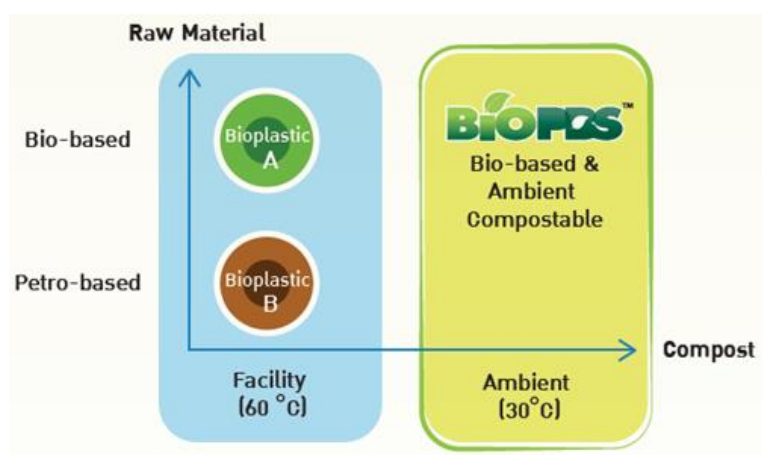 Raw Material
Bio-based
Bioplastic
A
BioPBS™
Bio-based &
Ambient
Compostable
Petro-based
Bioplastic
B
Compost
Facility
(60 °C)
Ambient
(30°C)